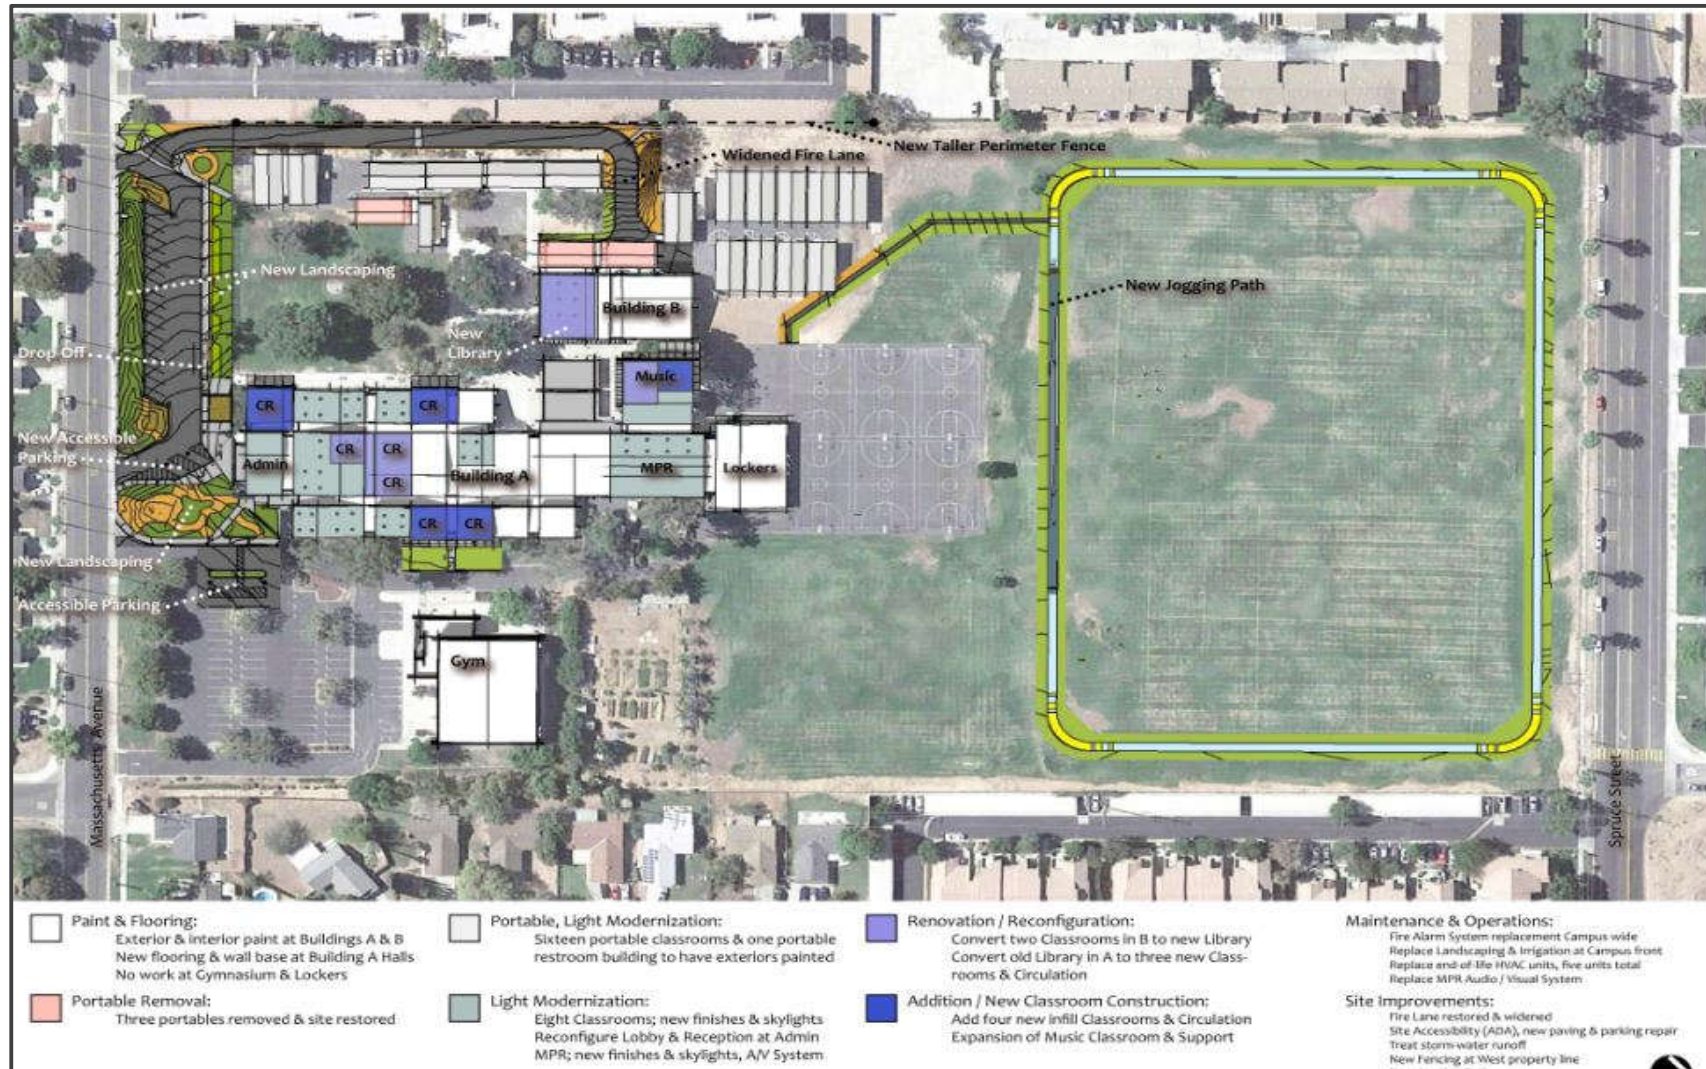 New Taller Perimeter Fence
Widened Fire Lane
New Landscaping
New Jogging Path
Building B
New
Library
Drop Off
Music
CR
CR
New Accessible
Parking
Admin
CR
CR
CR
Building A
MPR
Lockers
CR
CR
New Landscaping
Accessible Parking
Gym
Massachusetts Avenue
Spruce Street
Paint & Flooring:
Exterior & interior paint at Buildings A & B
New flooring & wall base at Building A Halls
No work at Gymnasium & Lockers
Portable Removal:
Three portables removed & site restored
Portable, Light Modernization:
Sixteen portable classrooms & one portable
restroom building to have exteriors painted
Light Modernization:
Eight Classrooms; new finishes & skylights
Reconfigure Lobby & Reception at Admin
MPR; new finishes & skylights, A/V System
Renovation / Reconfiguration:
Convert two Classrooms in B to new Library
Convert old Library in A to three new Class-
rooms & Circulation
Addition / New Classroom Construction:
Add four new infill Classrooms & Circulation
Expansion of Music Classroom & Support
Maintenance & Operations:
Fire Alarm System replacement Campus wide
Replace Landscaping & Irrigation at Campus front
Replace end-of-life HVAC units, five units total
Replace MPR Audio / Visual System
Site Improvements:
Fire Lane restored & widened
Site Accessibility (ADA), new paving & parking repair
Treat storm-water runoff
New Fencing at West property line